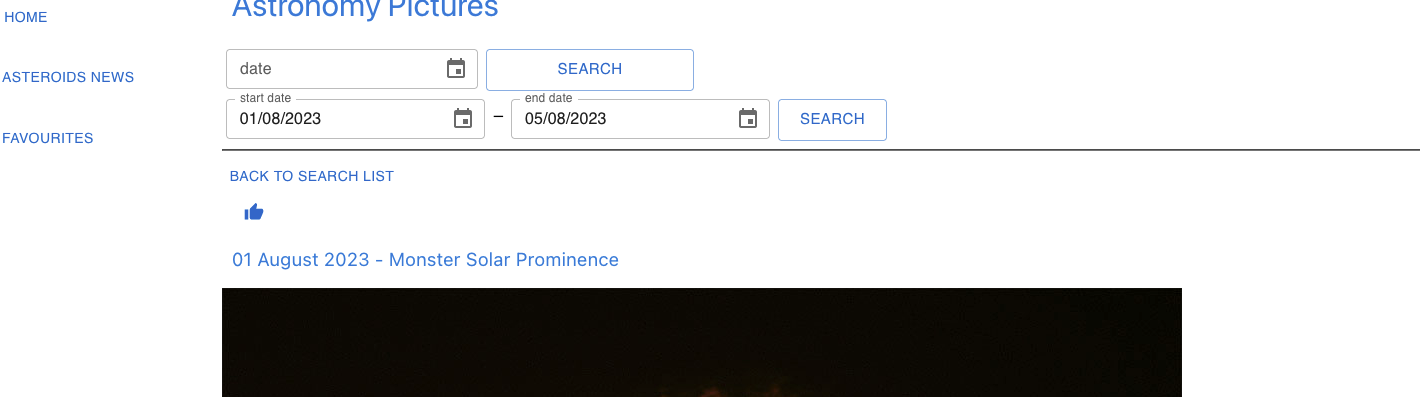 Astronomy Pictures
HOME
ASTEROIDS NEWS
FAVOURITES
date
SEARCH
start date
01/08/2023
–
end date
05/08/2023
SEARCH
BACK TO SEARCH LIST
01 August 2023 - Monster Solar Prominence